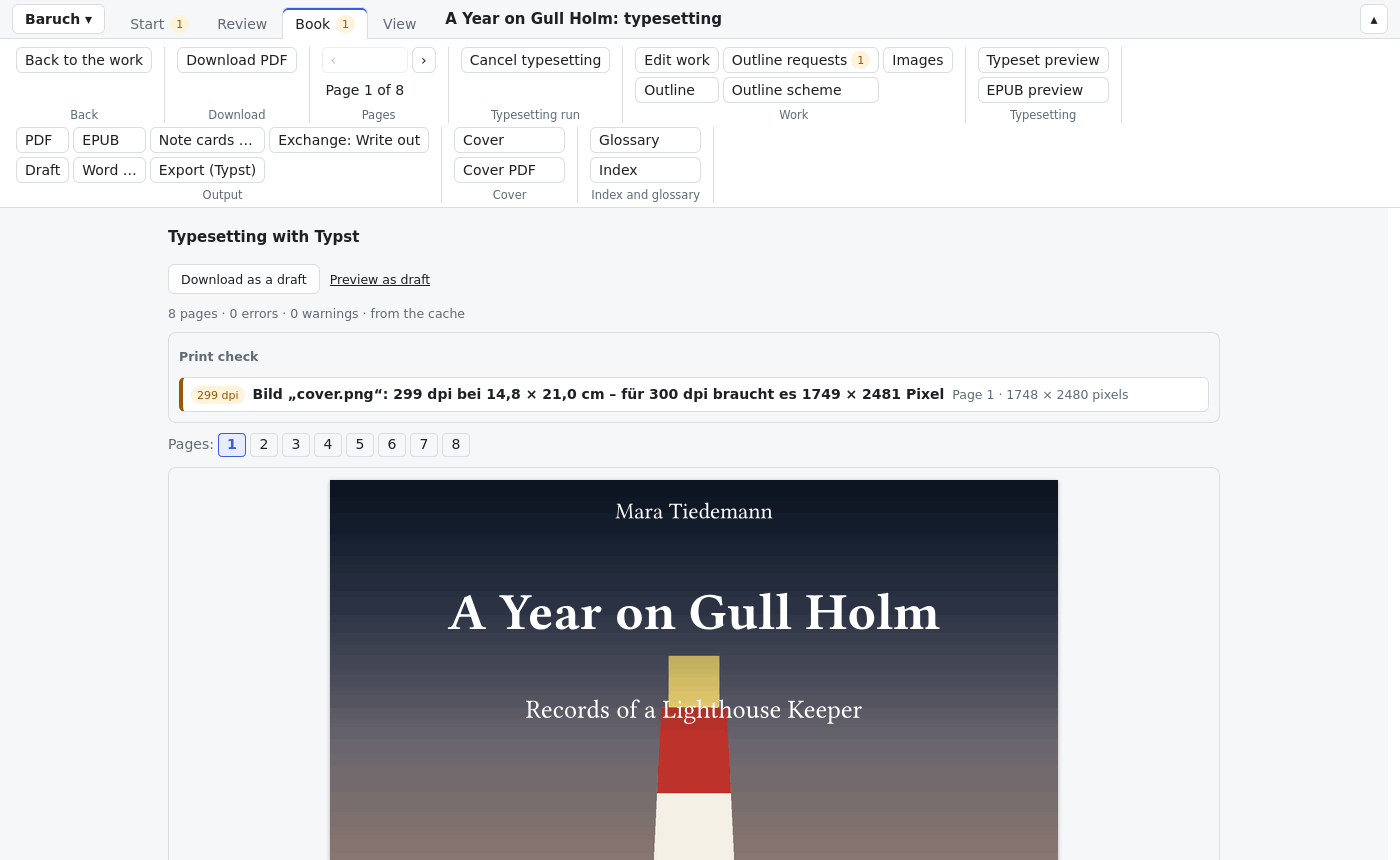 Baruch ▾
Start 1
Review
Book 1
View
A Year on Gull Holm: typesetting
▴
Back to the work
Back
Download PDF
Download
‹
›
Page 1 of 8
Pages
Cancel typesetting
Typesetting run
Edit work
Outline requests 1
Images
Outline
Outline scheme
Work
Typeset preview
EPUB preview
Typesetting
PDF
EPUB
Note cards …
Exchange: Write out
Draft
Word …
Export (Typst)
Output
Cover
Cover PDF
Cover
Glossary
Index
Index and glossary
Typesetting with Typst
Download as a draft
Preview as draft
8 pages · 0 errors · 0 warnings · from the cache
Print check
299 dpi Bild „cover.png“: 299 dpi bei 14,8 × 21,0 cm – für 300 dpi braucht es 1749 × 2481 Pixel Page 1 · 1748 × 2480 pixels
Pages: 1 2 3 4 5 6 7 8
Mara Tiedemann
A Year on Gull Holm
Records of a Lighthouse Keeper